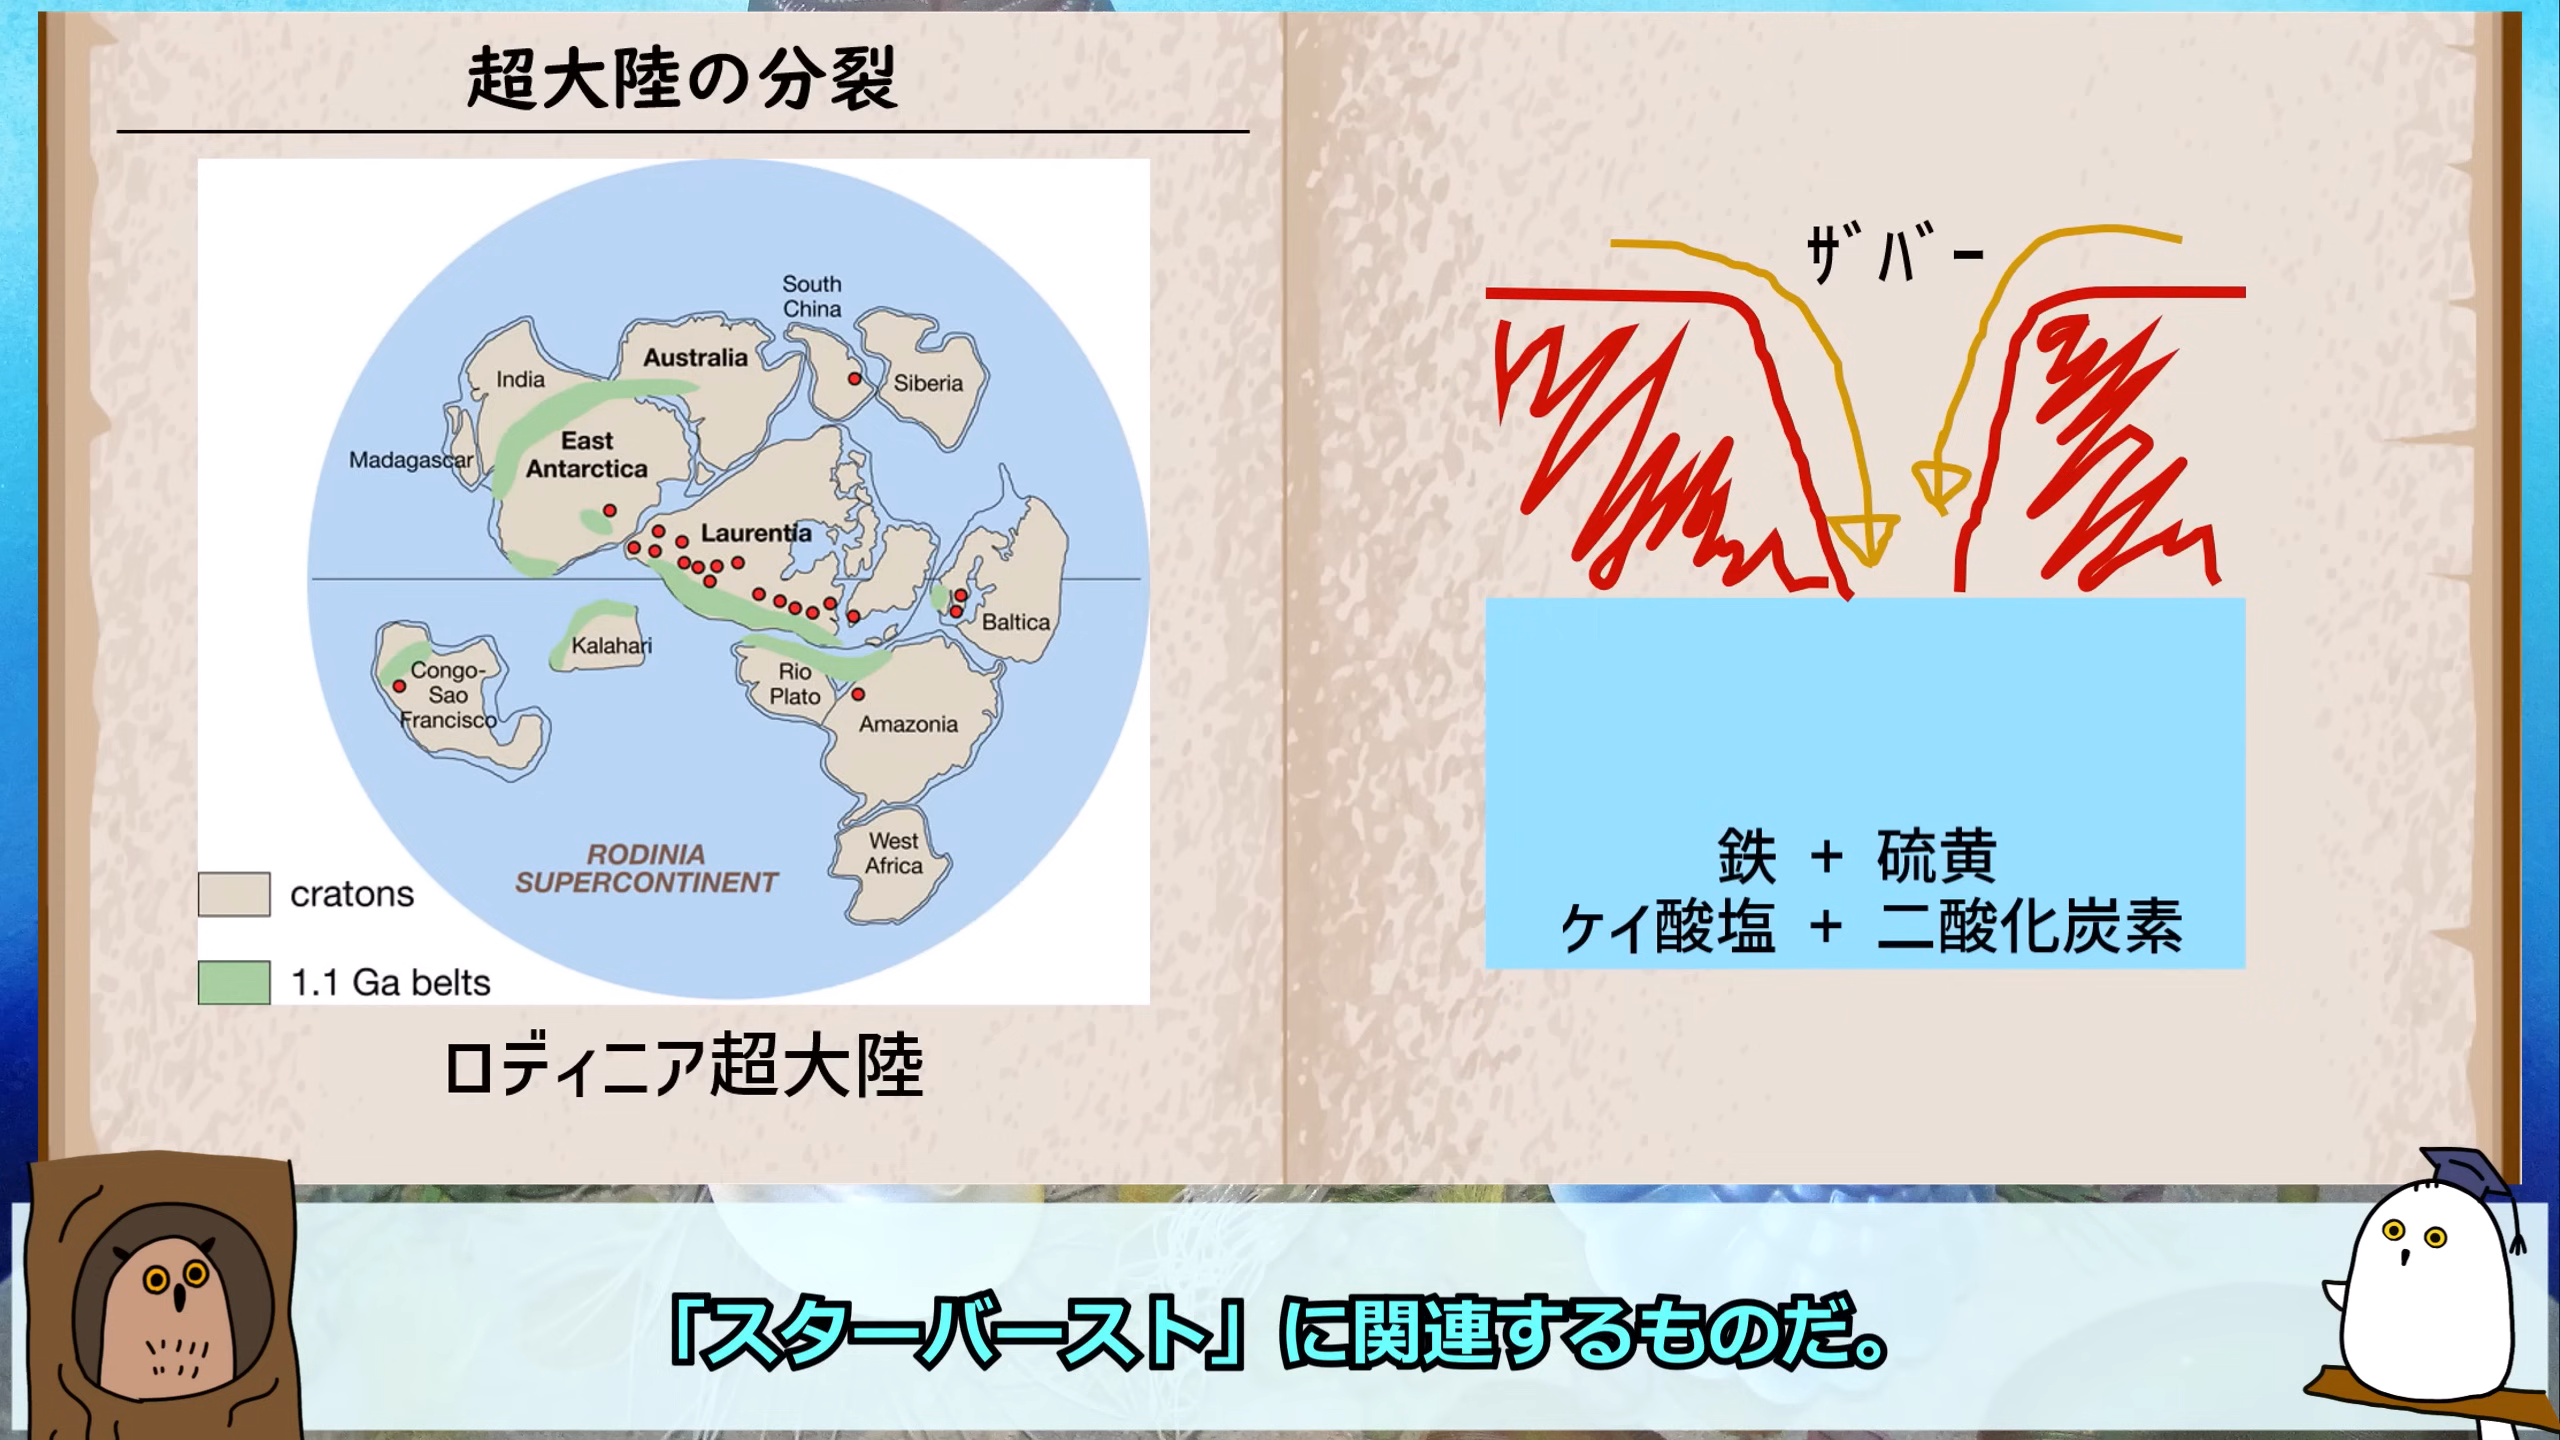 超大陸の分裂
South
China
Australia
India
Siberia
East
Antarctica
Madagascar
Laurentia
Baltica
Kalahari
Congo-
Sao
Francisco
Rio
Plato
Amazonia
West
Africa
RODINIA
SUPERCONTINENT
cratons
1.1 Ga belts
ロディニア超大陸
ザバー
鉄 + 硫黄
ケイ酸塩 + 二酸化炭素
「スターバースト」に関連するものだ。